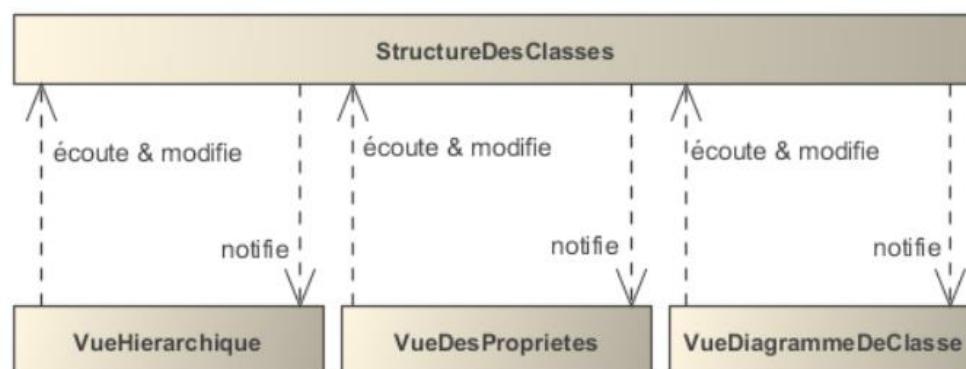 StructureDesClasses
écoute & modifie
écoute & modifie
écoute & modifie
notifie
notifie
notifie
VueHierarchique
VueDesProprietes
VueDiagrammeDeClasse